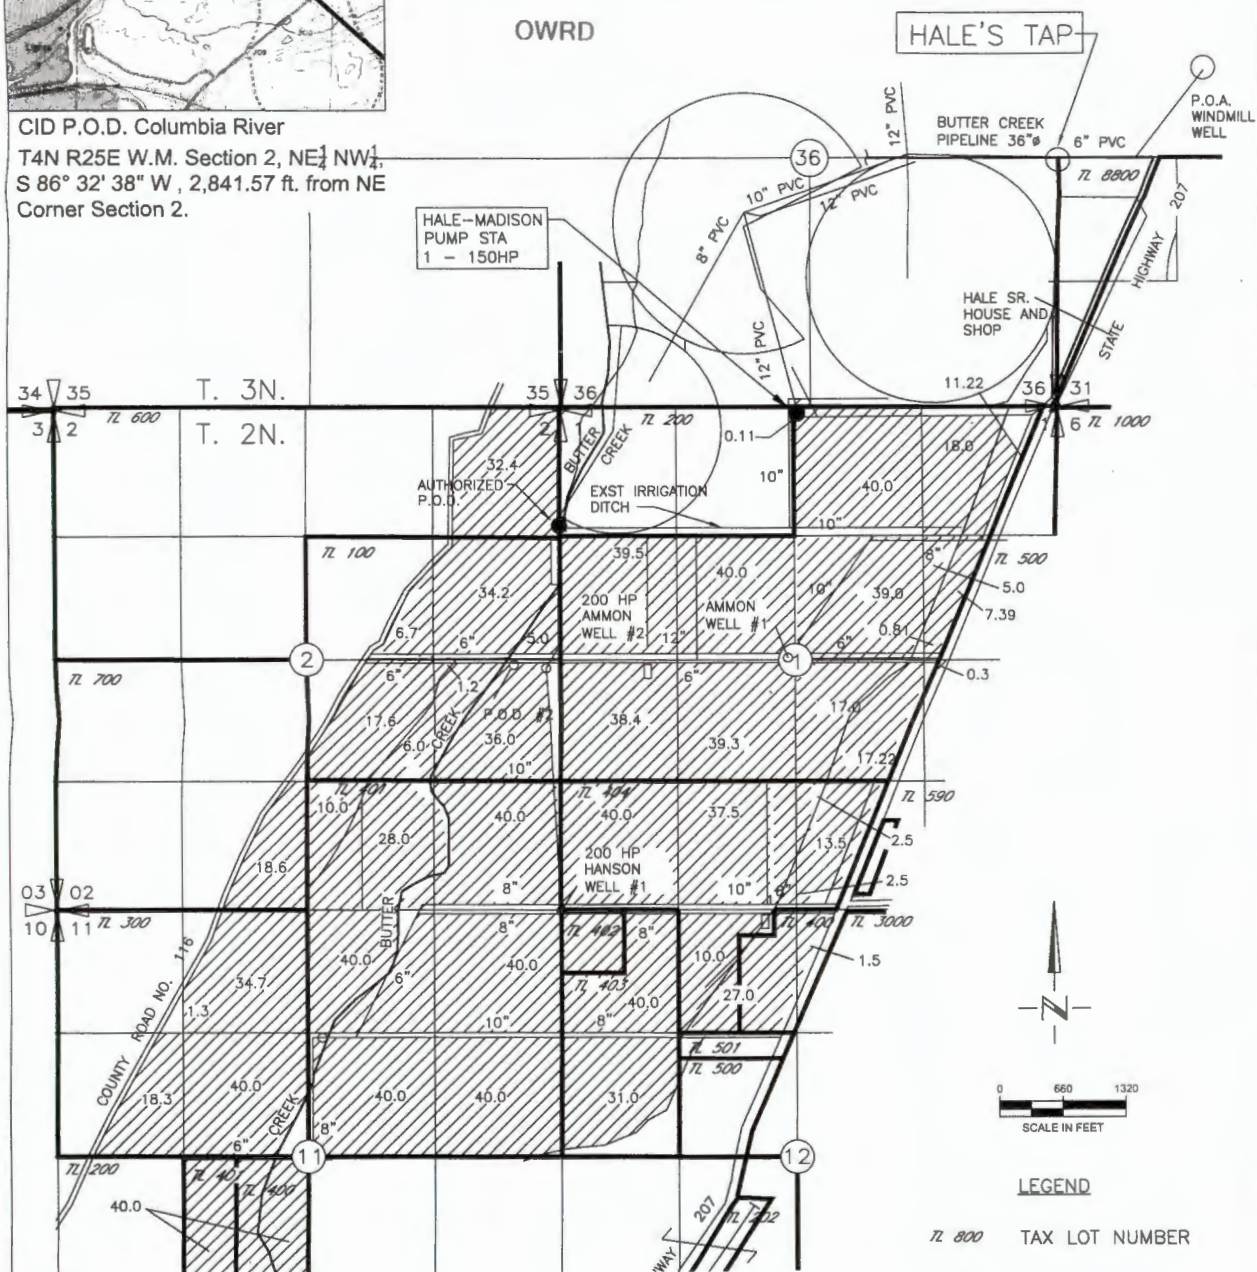 OWRD
HALE'S TAP
P.O.A.
WINDMILL
WELL
CID P.O.D. Columbia River
T4N R25E W.M. Section 2, NE¼ NW¼,
S 86° 32' 38" W , 2,841.57 ft. from NE
Corner Section 2.
BUTTER CREEK
PIPELINE 36"ø
6" PVC
12" PVC
36
TL 8800
10" PVC
12" PVC
207
HALE-MADISON
PUMP STA
1 - 150HP
8" PVC
HIGHWAY
STATE
HALE SR.
HOUSE AND
SHOP
12" PVC
11.22
34 35
T. 3N.
35 36
36 31
TL 600
TL 200
TL 1000
3 2
T. 2N.
2 1
1 6
0.11
BUTTER
CREEK
18.0
32.4
AUTHORIZED
P.O.D.
10"
40.0
EXST IRRIGATION
DITCH
10"
TL 100
39.5
40.0
8"
TL 500
5.0
34.2
200 HP
AMMON
WELL #2
AMMON
WELL #1
10"
39.0
7.39
6.7
6"
5.0
12"
0.81
6"
2
1
0.3
TL 700
6"
1.2
6"
17.6
CREEK
P.O.D. #2
38.4
17.0
6.0
36.0
39.3
10"
17.22
TL 401
TL 404
TL 590
10.0
40.0
40.0
37.5
28.0
13.5
2.5
18.6
200 HP
HANSON
WELL #1
8"
10"
6"
2.5
03 02
10 11
TL 300
BUTTER
8"
TL 402
8"
TL 400
TL 3000
COUNTY ROAD NO. 116
40.0
40.0
10.0
1.5
34.7
6"
TL 403
27.0
1.3
40.0
10"
8"
TL 501
TL 500
18.3
40.0
40.0
40.0
31.0
CREEK
8"
6"
11
12
TL 200
TL 401
TL 400
40.0
207
TL 202
WAY
0 660 1320
SCALE IN FEET
LEGEND
TL 800 TAX LOT NUMBER